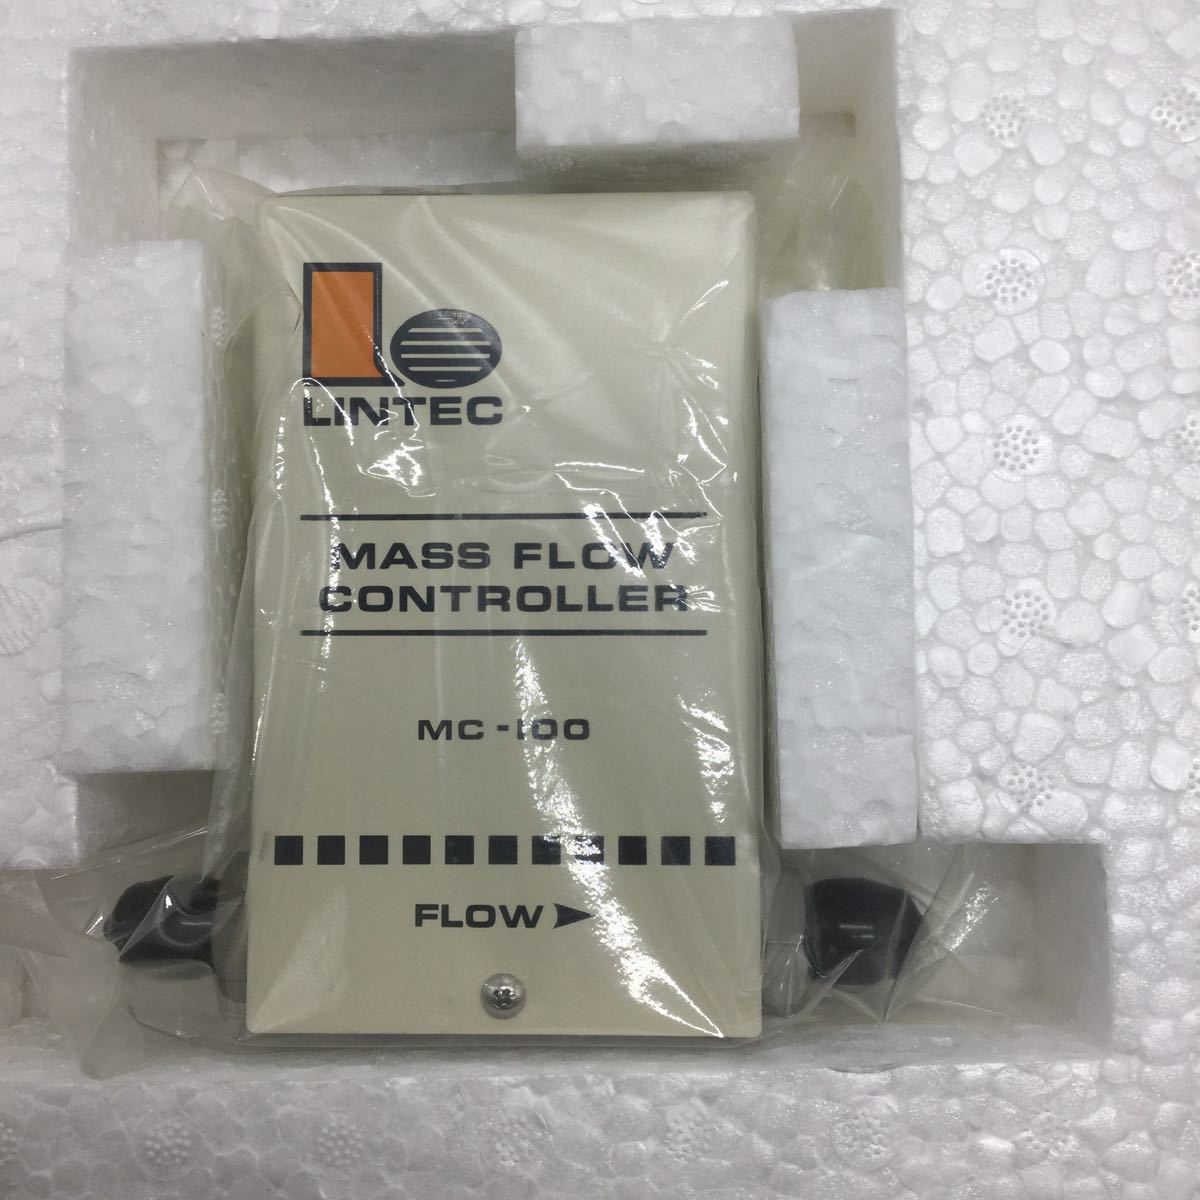 LINTEC
MASS FLOW
CONTROLLER
MC-100
FLOW